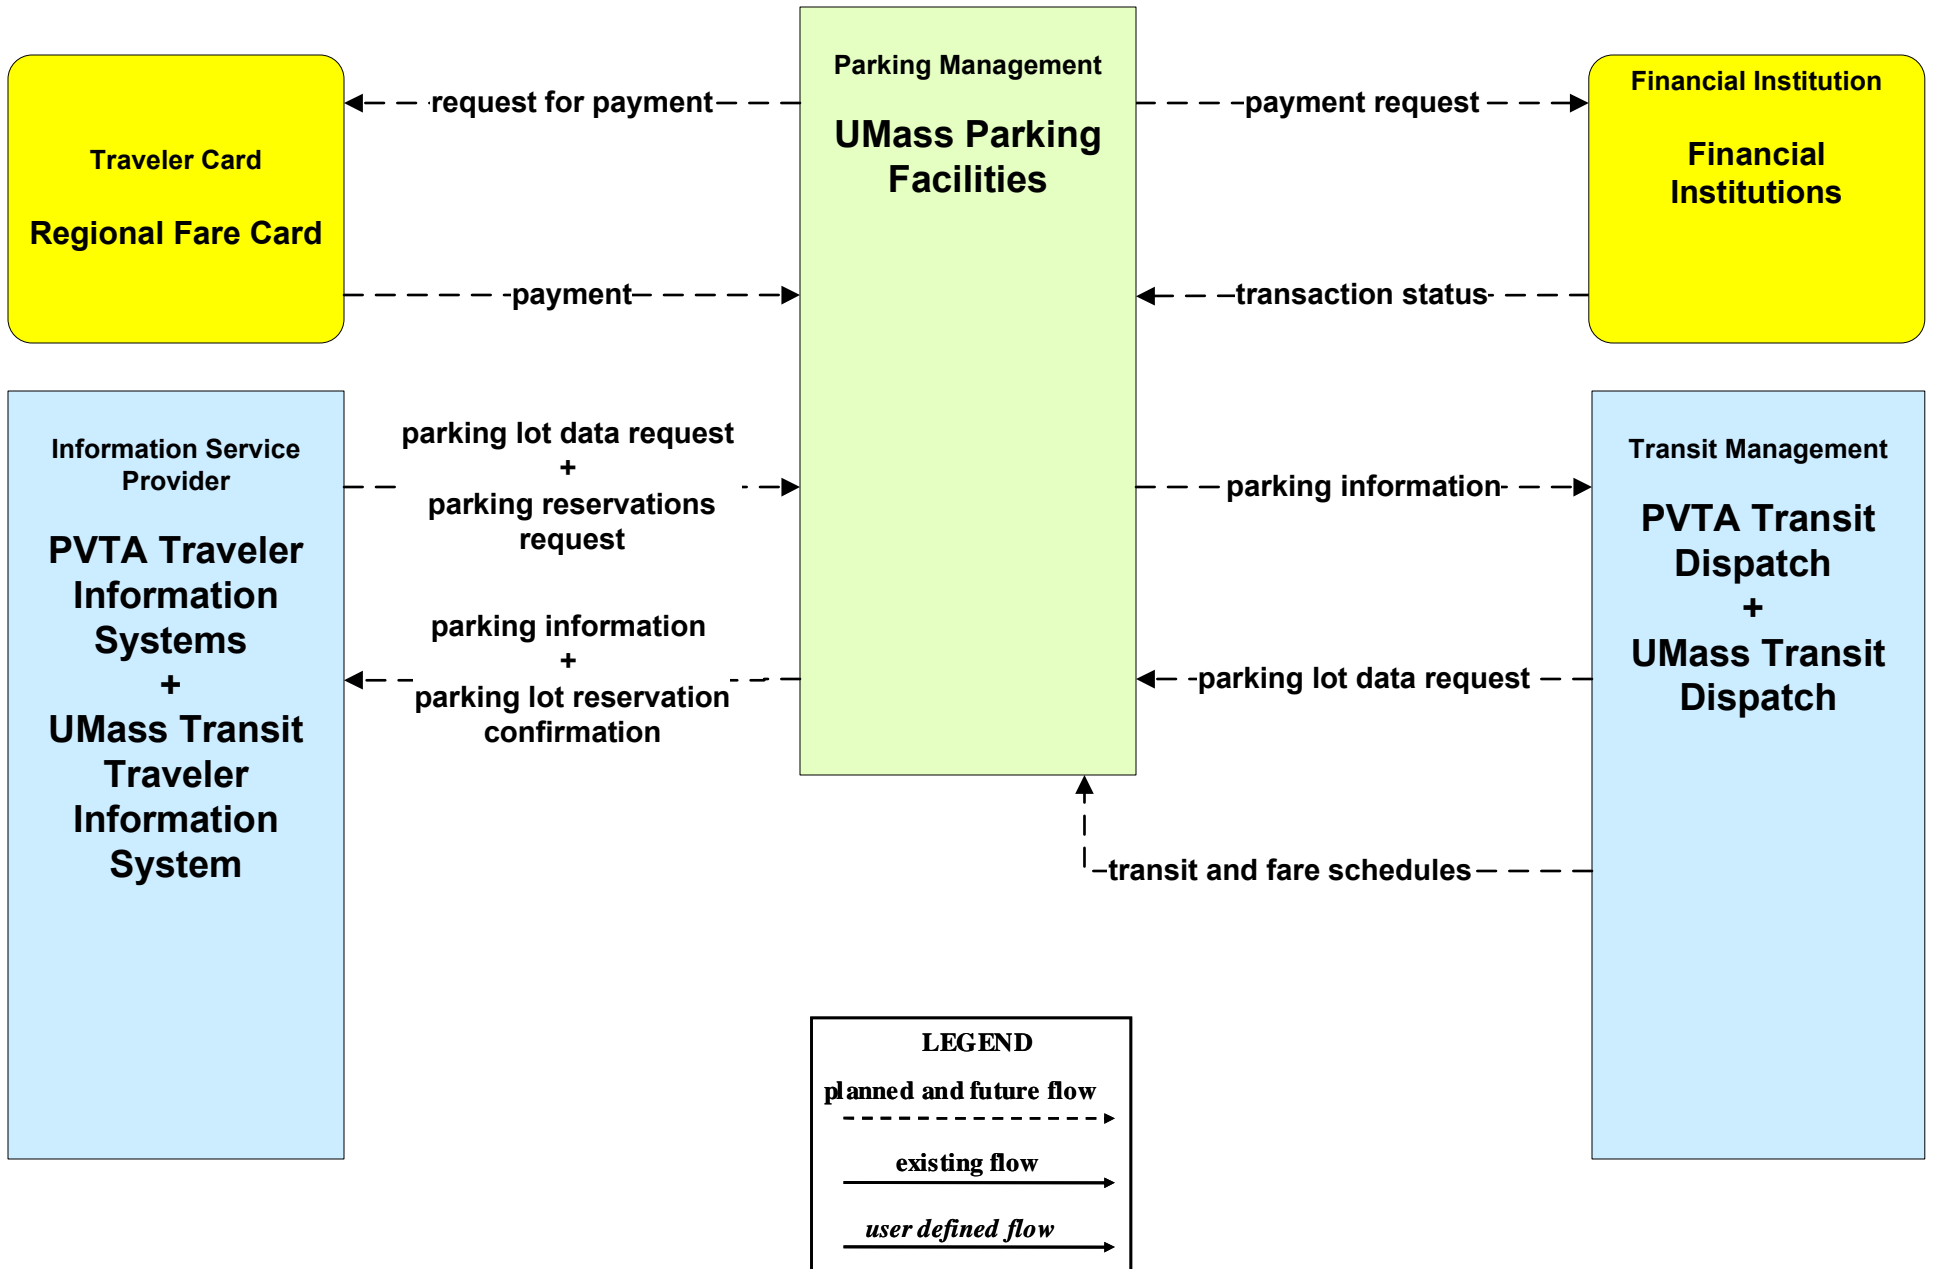 Traveler Card
Regional Fare Card
request for payment
payment
Parking Management
UMass Parking
Facilities
payment request
transaction status
Financial Institution
Financial
Institutions
Information Service
Provider
PVTA Traveler
Information
Systems
+
UMass Transit
Traveler
Information
System
parking lot data request
+
parking reservations
request
parking information
+
parking lot reservation
confirmation
parking information
parking lot data request
transit and fare schedules
Transit Management
PVTA Transit
Dispatch
+
UMass Transit
Dispatch
LEGEND
planned and future flow
existing flow
user defined flow